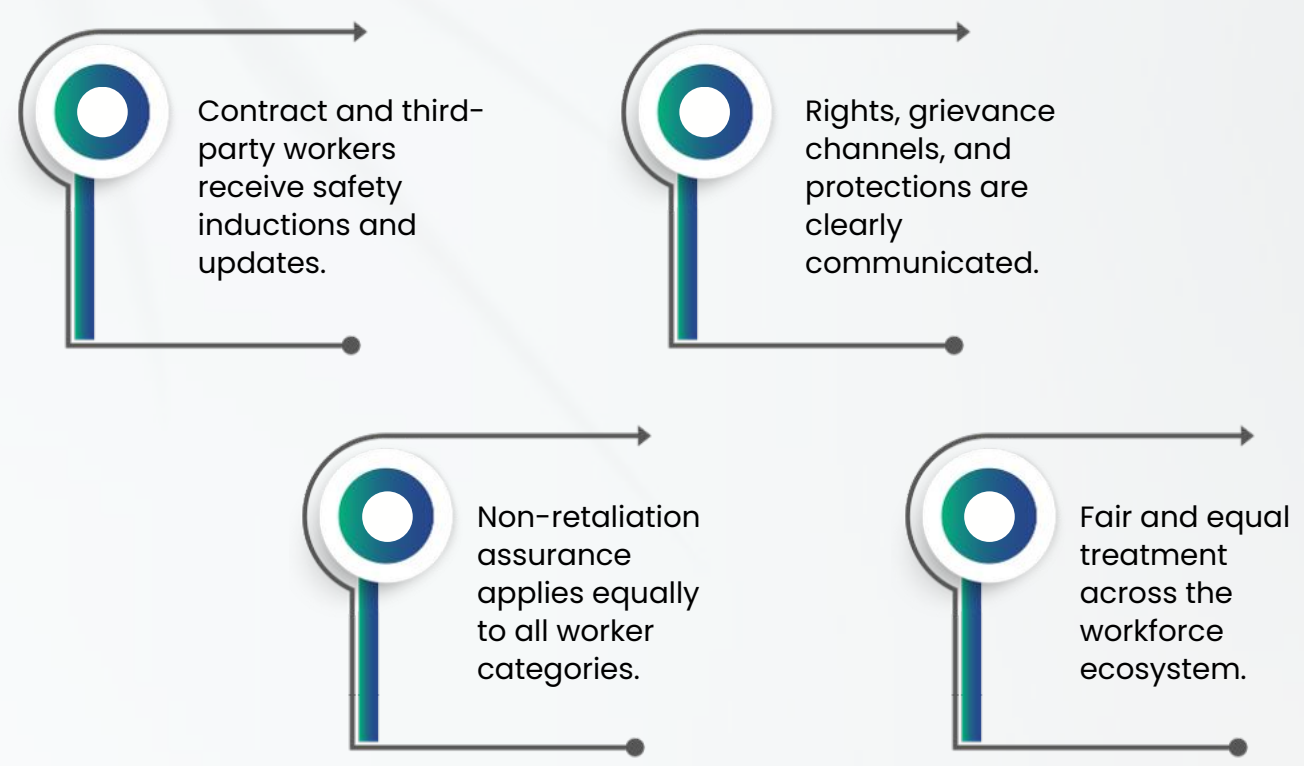 Contract and third-
party workers
receive safety
inductions and
updates.
Rights, grievance
channels, and
protections are
clearly
communicated.
Non-retaliation
assurance
applies equally
to all worker
categories.
Fair and equal
treatment
across the
workforce
ecosystem.